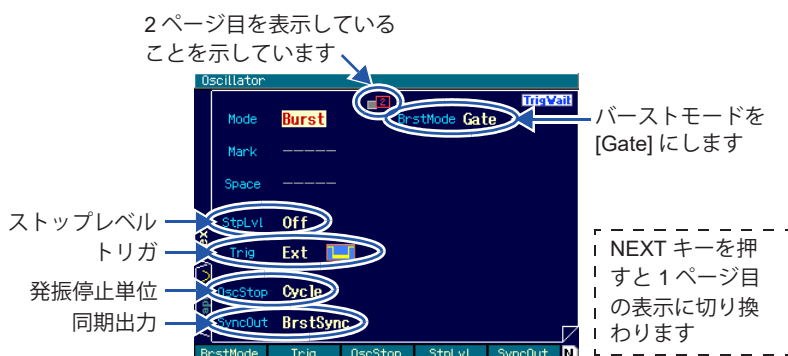 2 ページ目を表示している
ことを示しています
Oscillator
2
TrigWait
Mode Burst
BrstMode Gate
バーストモードを
[Gate] にします
Mark -----
Space -----
ストップレベル
StpLvl Off
トリガ
Trig Ext
発振停止単位
OscStop Cycle
同期出力
SyncOut BrstSync
NEXT キーを押
すと 1 ページ目
の表示に切り換
わります
BrstMode Trig OscStop StpLvl SyncOut N